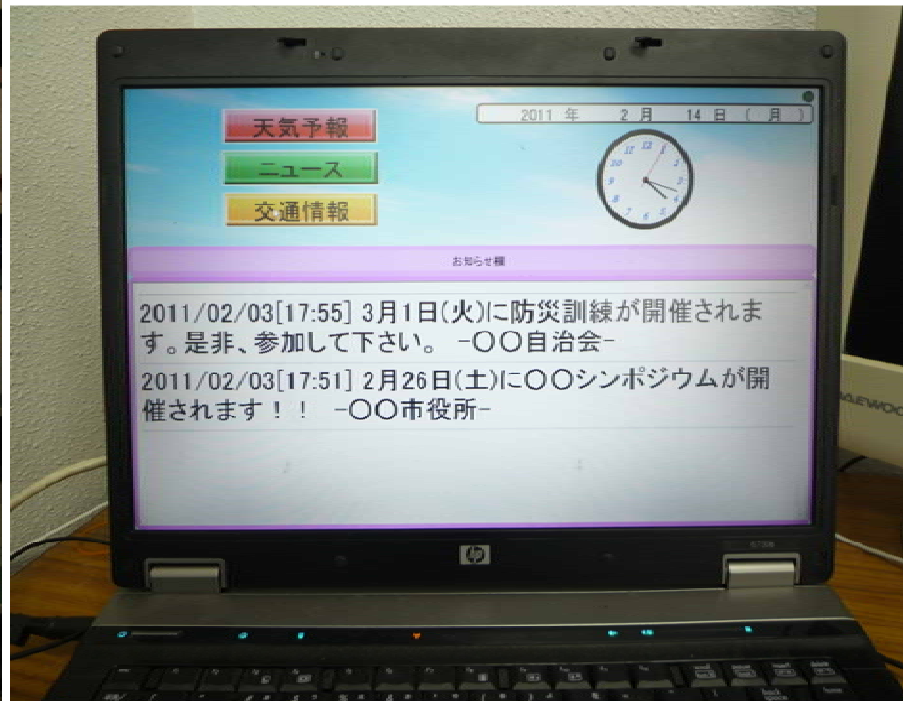 天気予報
ニュース
交通情報
2011 年 2 月 14 日 ( 月 )
お知らせ欄
2011/02/03[17:55] 3月1日(火)に防災訓練が開催されま
す。是非、参加して下さい。 -〇〇自治会-
2011/02/03[17:51] 2月26日(土)に〇〇シンポジウムが開
催されます！！ -〇〇市役所-
hp